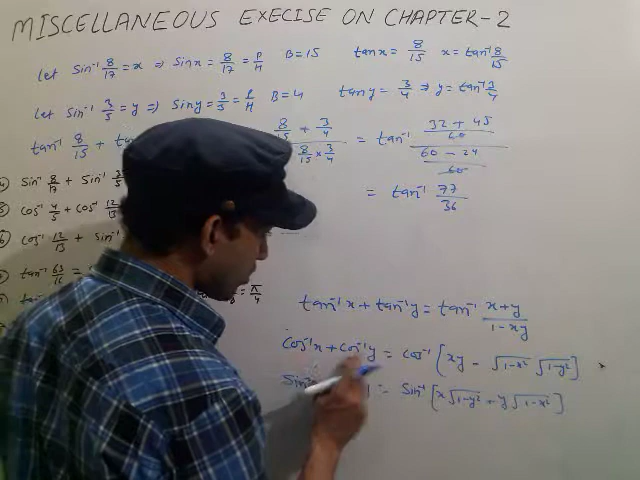 MISCELLANEOUS EXECISE ON CHAPTER-2
Let Sin⁻¹ 8/17 = x ⇒ Sin x = 8/17 = P/H B = 15 tan x = 8/15 x = tan⁻¹ 8/15
Let Sin⁻¹ 3/5 = y ⇒ Sin y = 3/5 = P/H B = 4 tan y = 3/4 ⇒ y = tan⁻¹ 3/4
tan⁻¹ 8/15 + 8/15 + 3/4 / 8/15 × 3/4 = tan⁻¹ 32 + 45 / 60 / 60 - 24 / 60
Sin⁻¹ 8/17 + Sin⁻¹ 3/5
= tan⁻¹ 77/36
Cos⁻¹ 4/5 + Cos⁻¹ 12/13
Cos⁻¹ 12/13 + Sin⁻¹
tan⁻¹ 63/16 =
π/4
tan⁻¹x + tan⁻¹y = tan⁻¹ x+y / 1-xy
Cos⁻¹x + Cos⁻¹y = Cos⁻¹ [xy - √1-x² √1-y²]
= Sin⁻¹ [x√1-y² + y√1-x²]